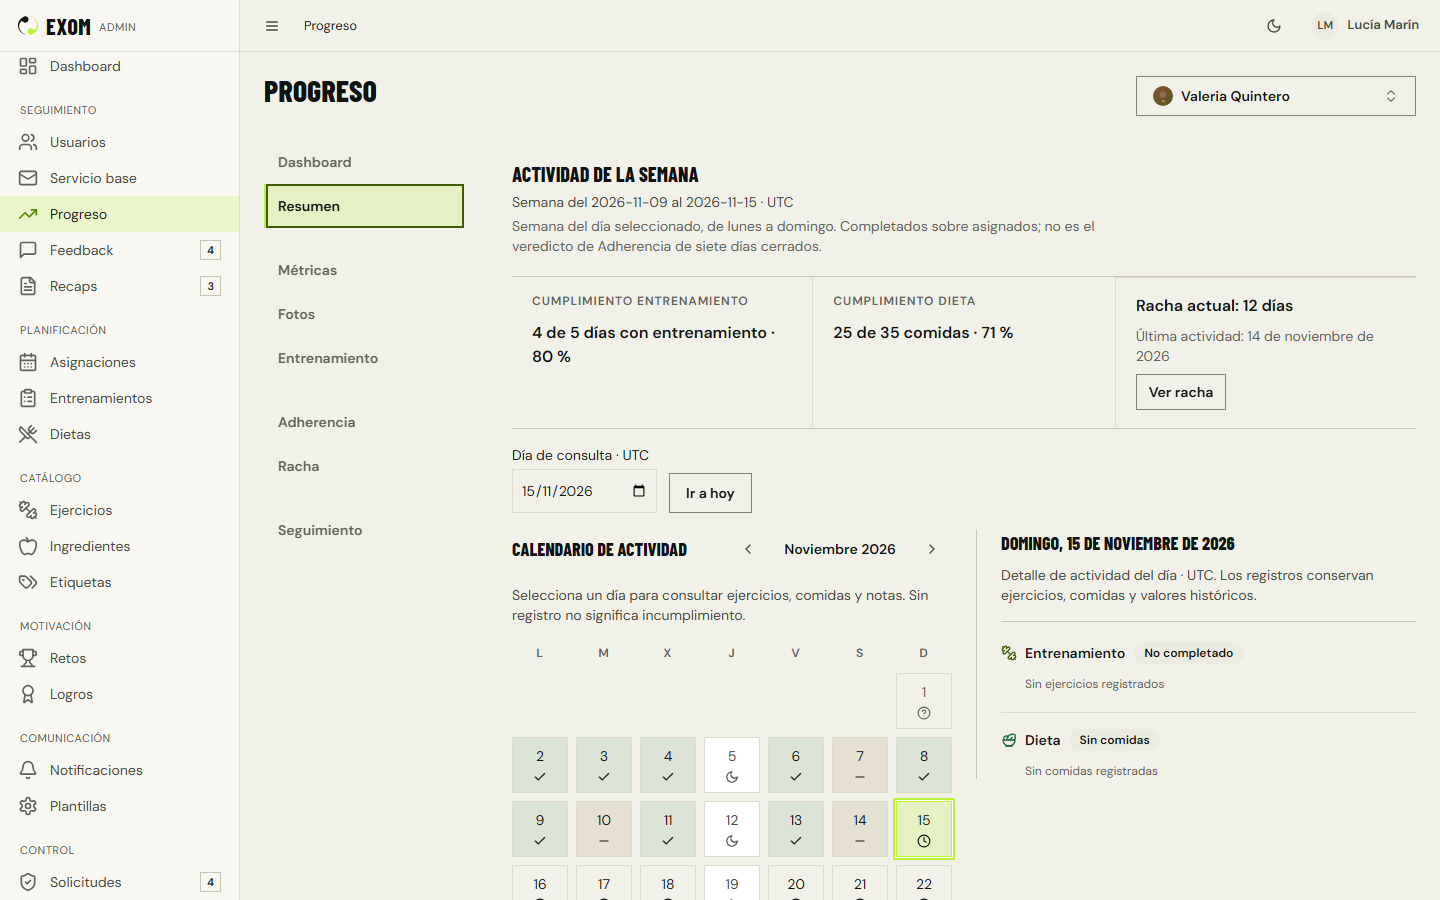 EXOM ADMIN
Dashboard
SEGUIMIENTO
Usuarios
Servicio base
Progreso
Feedback 4
Recaps 3
PLANIFICACIÓN
Asignaciones
Entrenamientos
Dietas
CATÁLOGO
Ejercicios
Ingredientes
Etiquetas
MOTIVACIÓN
Retos
Logros
COMUNICACIÓN
Notificaciones
Plantillas
CONTROL
Solicitudes 4
Progreso
LM Lucía Marín
PROGRESO
Valeria Quintero
Dashboard
Resumen
Métricas
Fotos
Entrenamiento
Adherencia
Racha
Seguimiento
ACTIVIDAD DE LA SEMANA
Semana del 2026-11-09 al 2026-11-15 · UTC
Semana del día seleccionado, de lunes a domingo. Completados sobre asignados; no es el
veredicto de Adherencia de siete días cerrados.
CUMPLIMIENTO ENTRENAMIENTO
4 de 5 días con entrenamiento ·
80 %
CUMPLIMIENTO DIETA
25 de 35 comidas · 71 %
Racha actual: 12 días
Última actividad: 14 de noviembre de
2026
Ver racha
Día de consulta · UTC
15/11/2026
Ir a hoy
CALENDARIO DE ACTIVIDAD
Noviembre 2026
Selecciona un día para consultar ejercicios, comidas y notas. Sin
registro no significa incumplimiento.
L M X J V S D
1
2 3 4 5 6 7 8
9 10 11 12 13 14 15
16 17 18 19 20 21 22
DOMINGO, 15 DE NOVIEMBRE DE 2026
Detalle de actividad del día · UTC. Los registros conservan
ejercicios, comidas y valores históricos.
Entrenamiento No completado
Sin ejercicios registrados
Dieta Sin comidas
Sin comidas registradas